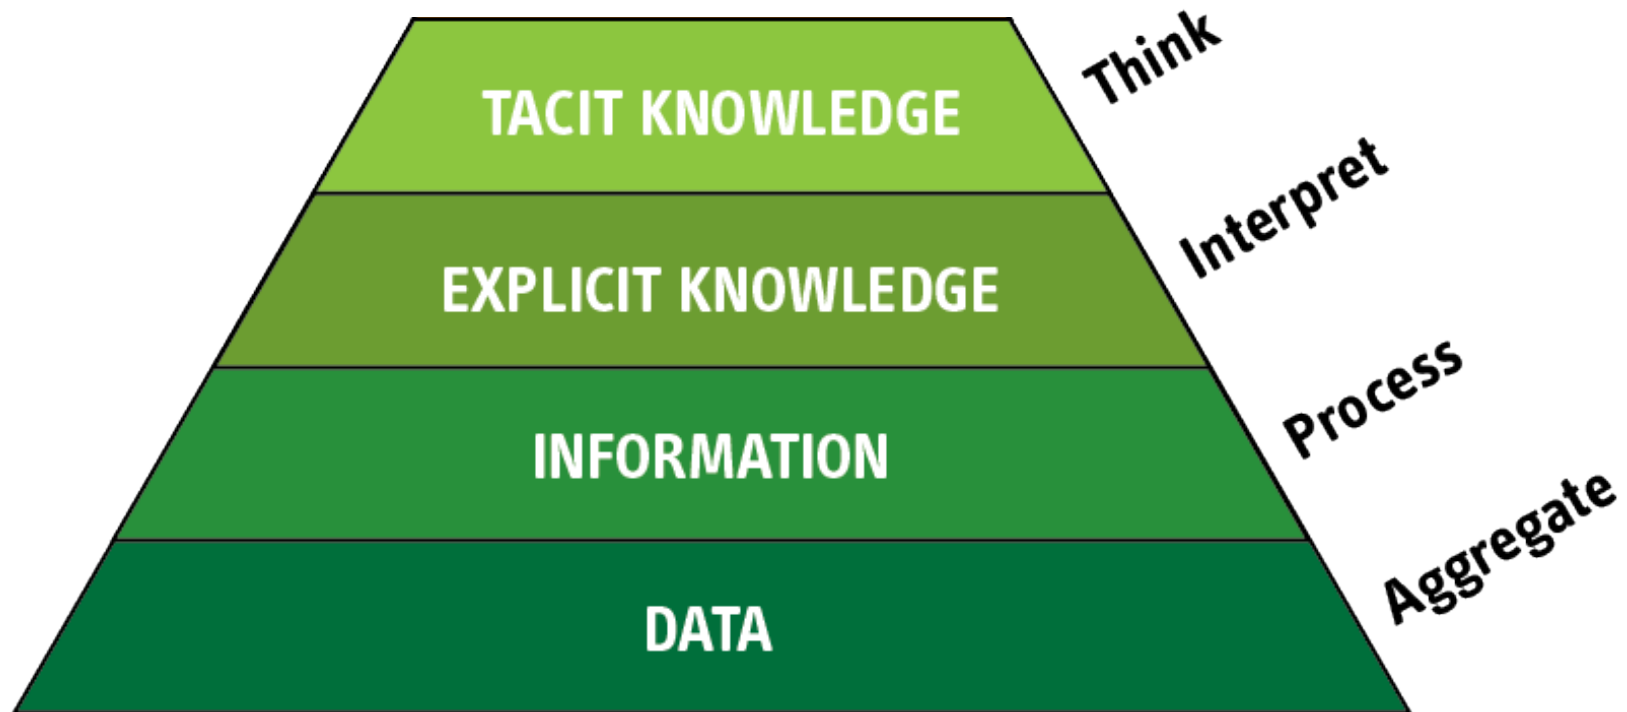 Think
TACIT KNOWLEDGE
Interpret
EXPLICIT KNOWLEDGE
Process
INFORMATION
Aggregate
DATA